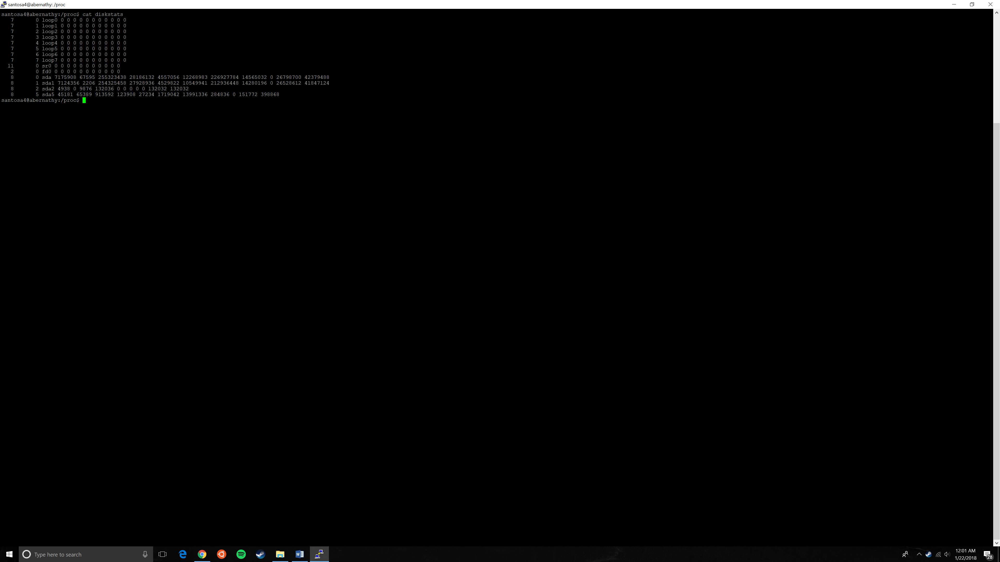 santosa4@abernathy: /proc
santosa4@abernathy:/proc$ cat diskstats
   7       0 loop0 0 0 0 0 0 0 0 0 0 0 0
   7       1 loop1 0 0 0 0 0 0 0 0 0 0 0
   7       2 loop2 0 0 0 0 0 0 0 0 0 0 0
   7       3 loop3 0 0 0 0 0 0 0 0 0 0 0
   7       4 loop4 0 0 0 0 0 0 0 0 0 0 0
   7       5 loop5 0 0 0 0 0 0 0 0 0 0 0
   7       6 loop6 0 0 0 0 0 0 0 0 0 0 0
   7       7 loop7 0 0 0 0 0 0 0 0 0 0 0
  11       0 sr0 0 0 0 0 0 0 0 0 0 0 0
   2       0 fd0 0 0 0 0 0 0 0 0 0 0 0
   8       0 sda 7175908 67595 255323438 28186132 4557056 12268983 226927784 14565032 0 26798700 42379488
   8       1 sda1 7124356 2206 254325458 27928936 4529822 10549941 212936448 14280196 0 26528612 41847124
   8       2 sda2 4938 0 9876 132036 0 0 0 0 0 132032 132032
   8       5 sda5 45181 65389 913592 123908 27234 1719042 13991336 284836 0 151772 398868
santosa4@abernathy:/proc$
Type here to search
12:01 AM
1/22/2018
28